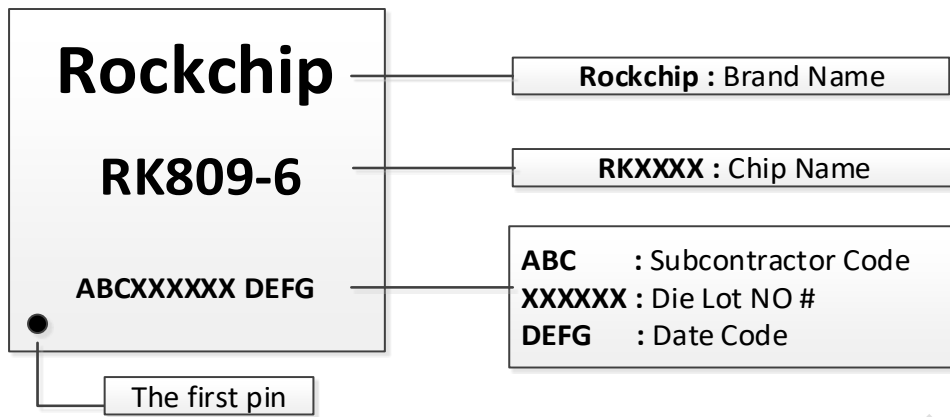 Rockchip
Rockchip : Brand Name
RK809-6
RKXXXX : Chip Name
ABCXXXXXX DEFG
ABC : Subcontractor Code
XXXXXX : Die Lot NO #
DEFG : Date Code
The first pin